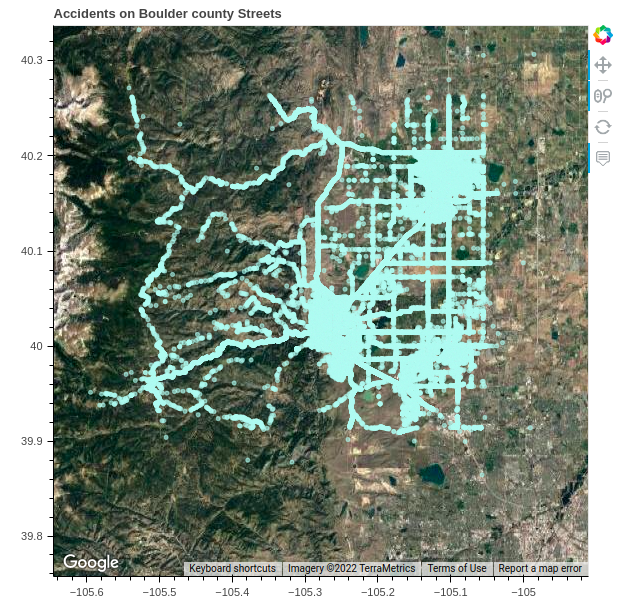 Accidents on Boulder county Streets
40.3
40.2
40.1
40
39.9
39.8
Google
Keyboard shortcuts
Imagery ©2022 TerraMetrics
Terms of Use
Report a map error
−105.6
−105.5
−105.4
−105.3
−105.2
−105.1
−105